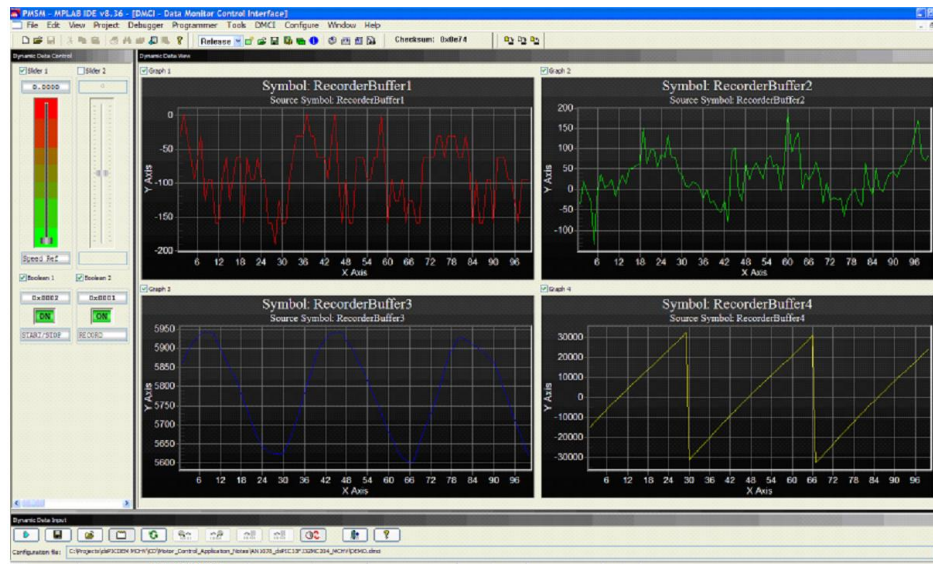 PMSM - MPLAB IDE v8.36 - [DMCI - Data Monitor Control Interface]
File Edit View Project Debugger Programmer Tools DMCI Configure Window Help
Release Checksum: 0x0e74
Dynamic Data Control Dynamic Data View
Slider 1 Slider 2
0.0000
Speed Ref
Boolean 1 Boolean 2
0x0002 0x0001
ON ON
START/STOP RECORD
Graph 1
Symbol: RecorderBuffer1
Source Symbol: RecorderBuffer1
Y Axis
0
-50
-100
-150
-200
6 12 18 24 30 36 42 48 54 60 66 72 78 84 90 96
X Axis
Graph 2
Symbol: RecorderBuffer2
Source Symbol: RecorderBuffer2
Y Axis
200
150
100
50
0
-50
-100
6 12 18 24 30 36 42 48 54 60 66 72 78 84 90 96
X Axis
Graph 3
Symbol: RecorderBuffer3
Source Symbol: RecorderBuffer3
Y Axis
5950
5900
5850
5800
5750
5700
5650
5600
6 12 18 24 30 36 42 48 54 60 66 72 78 84 90 96
X Axis
Graph 4
Symbol: RecorderBuffer4
Source Symbol: RecorderBuffer4
Y Axis
30000
20000
10000
0
-10000
-20000
-30000
6 12 18 24 30 36 42 48 54 60 66 72 78 84 90 96
X Axis
Dynamic Data Input
Configuration file: